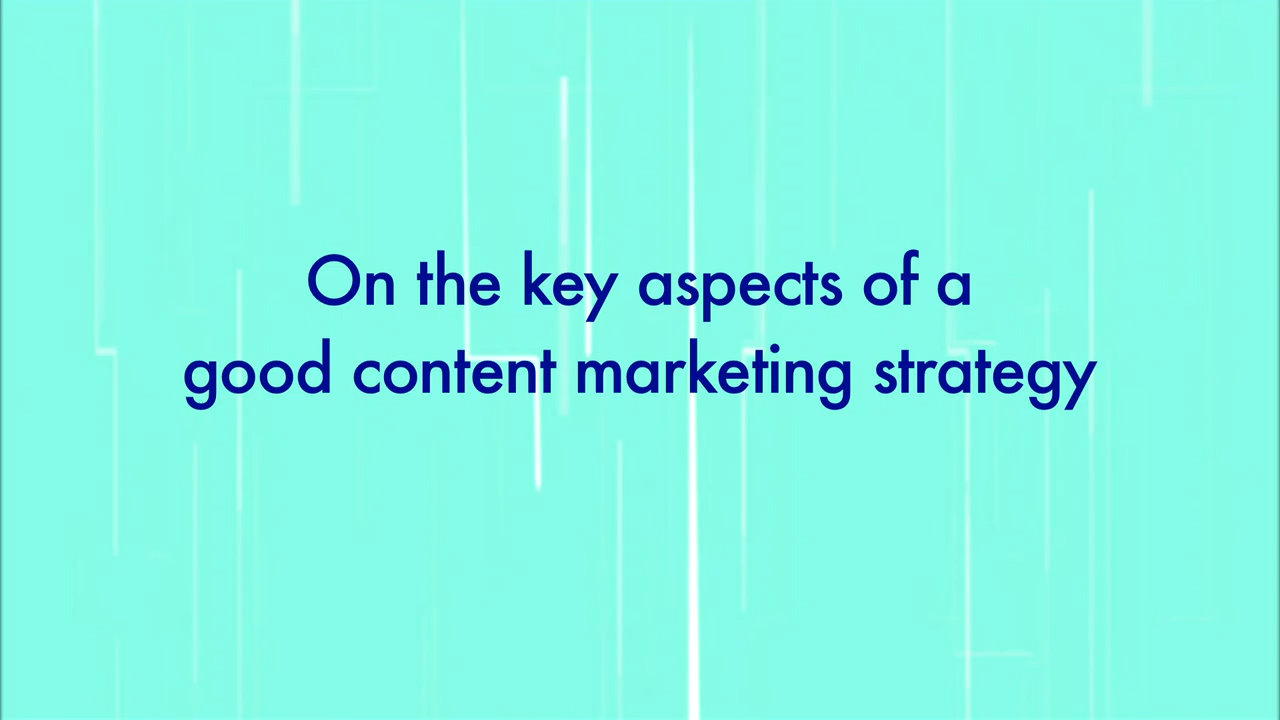 On the key aspects of a
good content marketing strategy